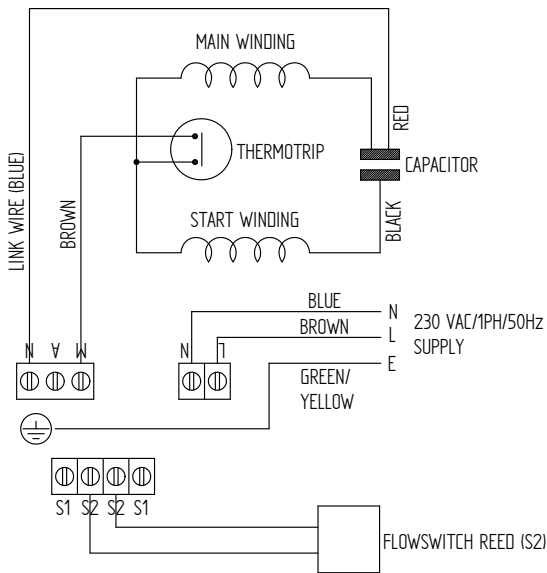 MAIN WINDING
RED
THERMOTRIP
CAPACITOR
LINK WIRE (BLUE)
BROWN
START WINDING
BLACK
BLUE
N
BROWN
L
230 VAC/1PH/50Hz
SUPPLY
E
GREEN/
YELLOW
N A M
N L
S1 S2 S2 S1
FLOWSWITCH REED (S2)